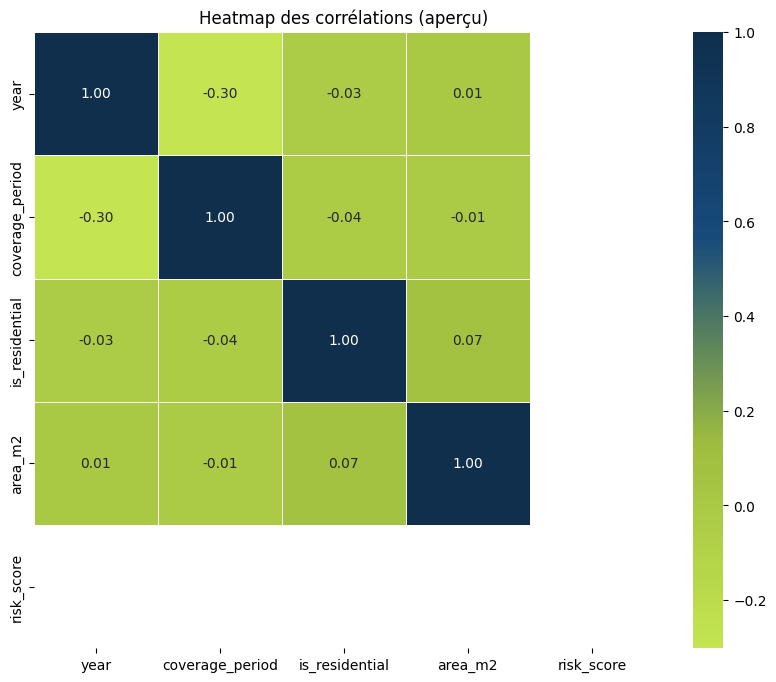 Heatmap des corrélations (aperçu)
year
1.00
-0.30
-0.03
0.01
coverage_period
-0.30
1.00
-0.04
-0.01
is_residential
-0.03
-0.04
1.00
0.07
area_m2
0.01
-0.01
0.07
1.00
risk_score
year
coverage_period
is_residential
area_m2
risk_score
1.0
0.8
0.6
0.4
0.2
0.0
−0.2